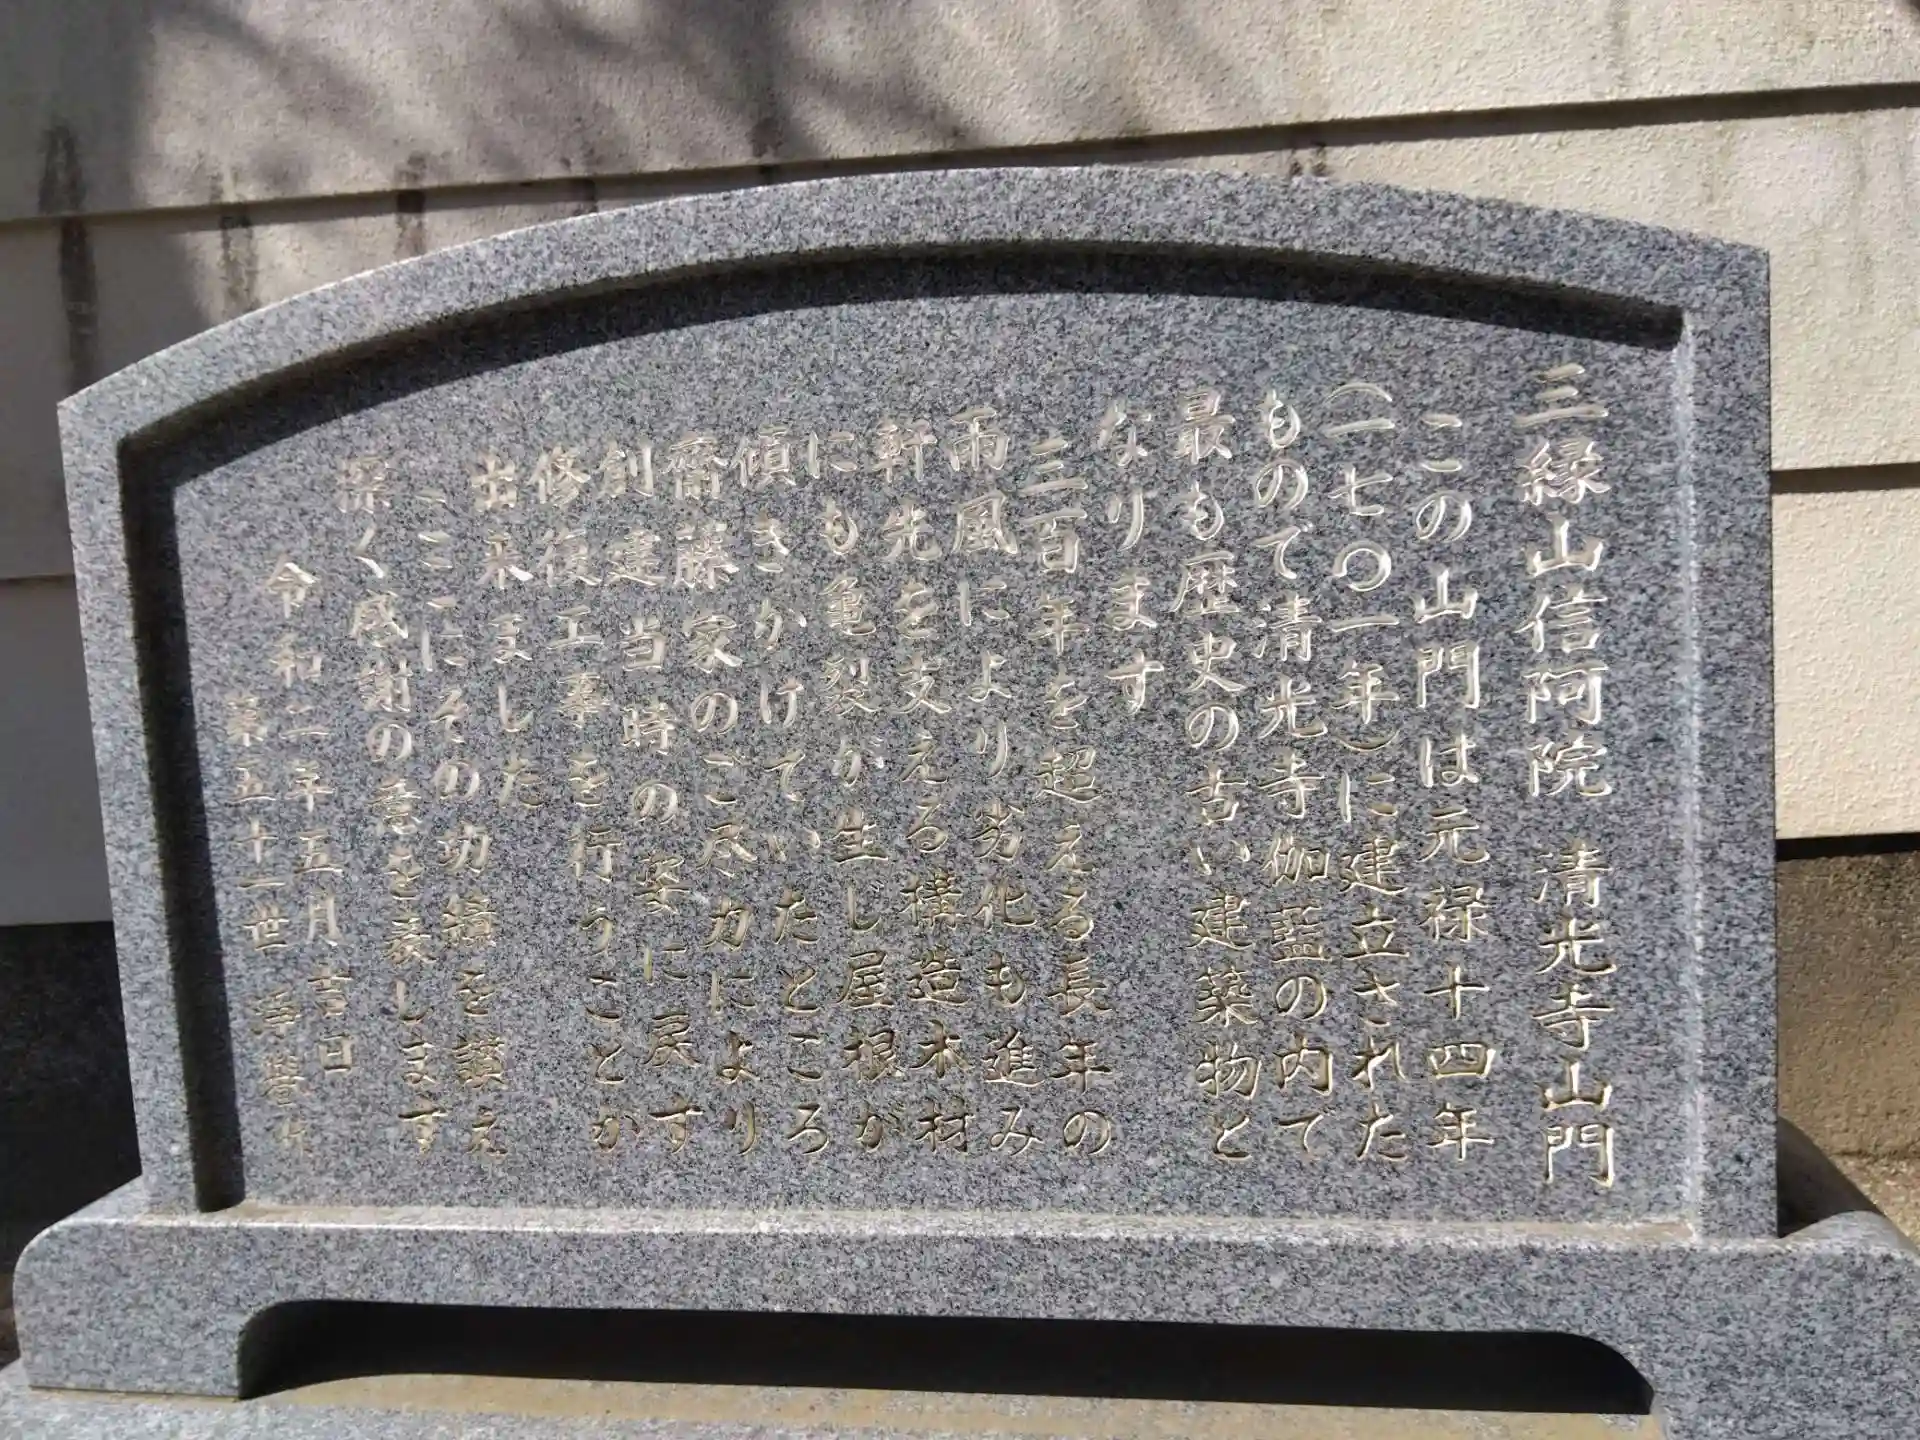 三縁山信阿院 清光寺山門
この山門は元禄十四年
(一七〇一年)に建立された
もので清光寺伽藍の内で
最も歴史の古い建築物と
なります
三百年を超える長年の
雨風により劣化も進み
軒先を支える構造木材
にも亀裂が生じ屋根が
傾きかけていたところ
齋藤家のご尽力により
創建当時の姿に戻す
修復工事を行うことが
出来ました
ここにその功績を讃え
深く感謝の意を表します
令和二年五月吉日
第五十一世